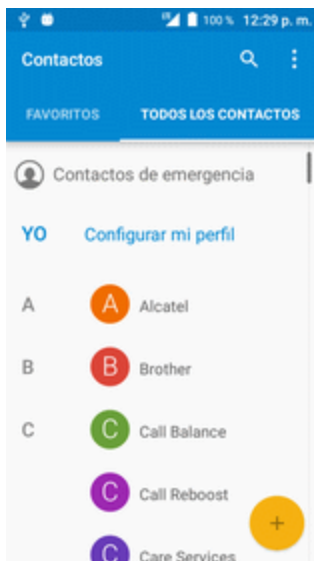 100 % 12:29 p. m.
Contactos
FAVORITOS TODOS LOS CONTACTOS
Contactos de emergencia
YO Configurar mi perfil
A A Alcatel
B B Brother
C C Call Balance
C Call Reboost
C Care Services